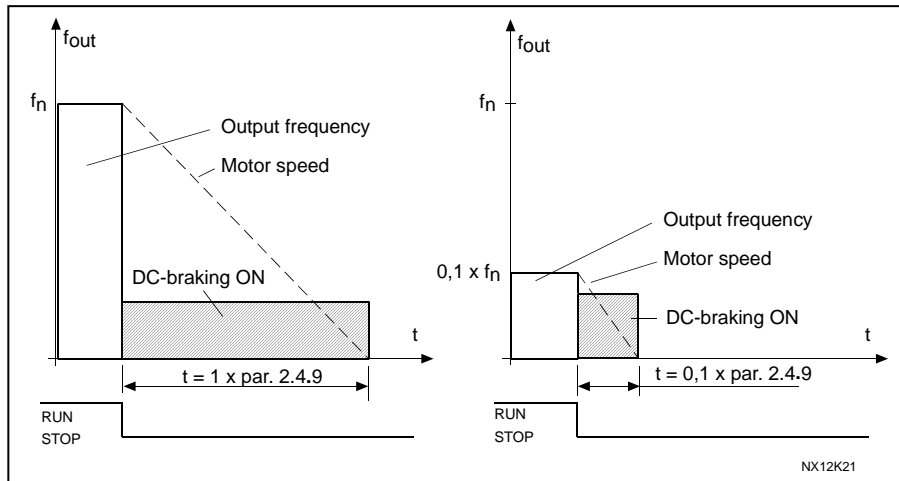 fout
fn
Output frequency
Motor speed
DC-braking ON
t
t = 1 x par. 2.4.9
RUN
STOP
fout
fn
Output frequency
0,1 x fn
Motor speed
DC-braking ON
t
t = 0,1 x par. 2.4.9
RUN
STOP
NX12K21